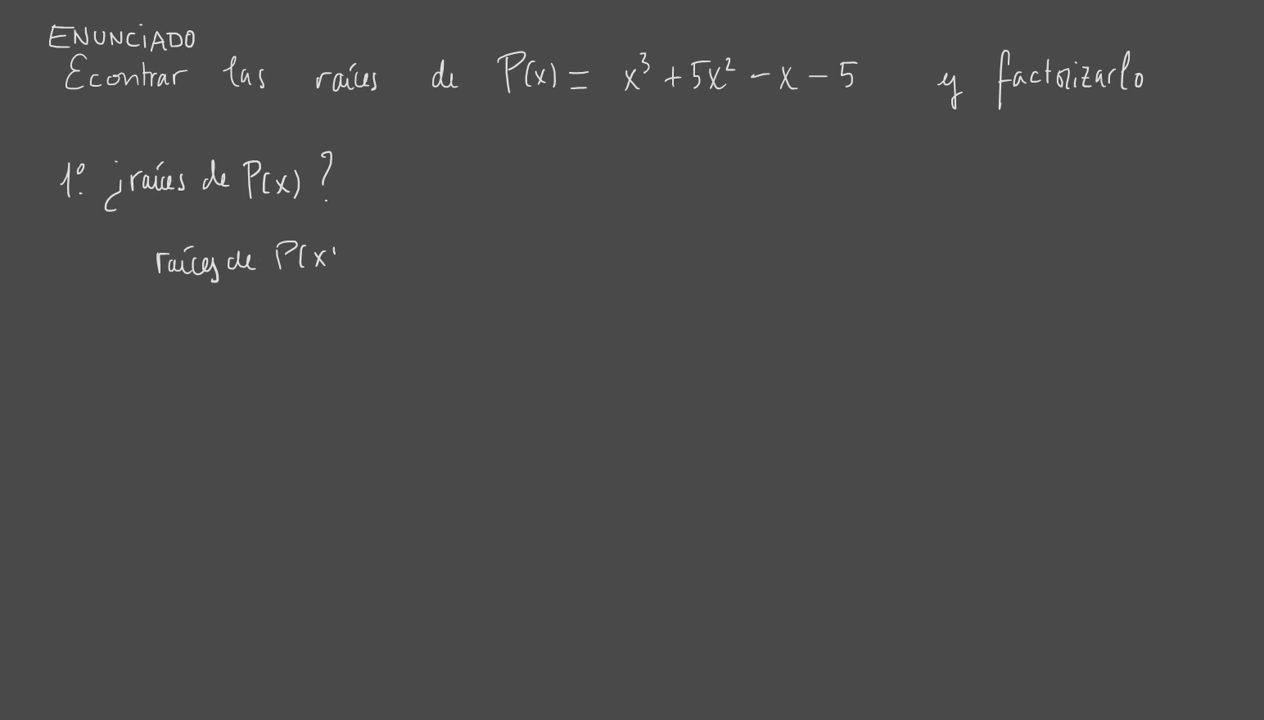 ENUNCIADO
Econtrar las raíces de P(x) = x³ + 5x² - x - 5 y factorizarlo
1º. ¿raíces de P(x)?
raíces de P(x